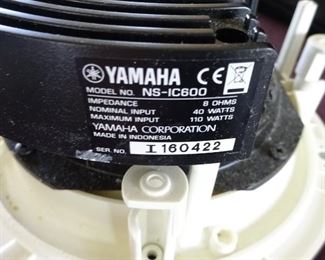 YAMAHA CE
MODEL NO. NS-IC600
IMPEDANCE 8 OHMS
NOMINAL INPUT 40 WATTS
MAXIMUM INPUT 110 WATTS
YAMAHA CORPORATION
MADE IN INDONESIA
SER. NO. I160422